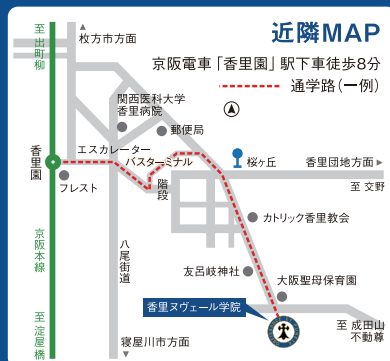 近隣MAP
京阪電車「香里園」駅下車徒歩8分
通学路(一例)
至 出町柳
▲
枚方市方面
関西医科大学
香里病院
郵便局
エスカレーター
バスターミナル
桜ヶ丘
香里団地方面▶
至 交野
香里園
フレスト
階段
カトリック香里教会
京阪本線
八尾街道
友呂岐神社
大阪聖母保育園
香里ヌヴェール学院
至 淀屋橋
寝屋川市方面
▼
至 成田山
不動尊